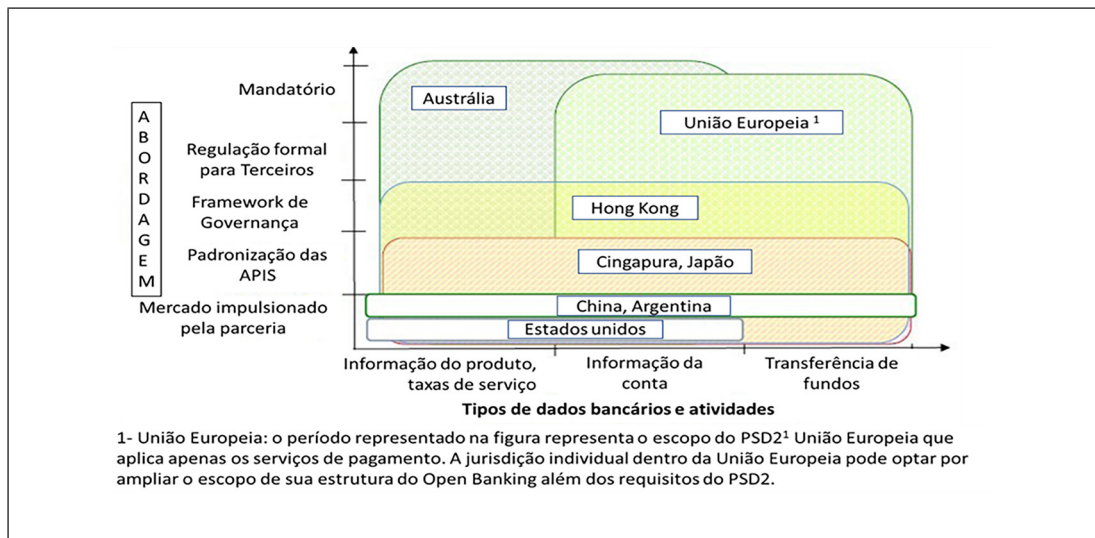 Mandatório
Austrália
União Europeia ¹
ABORDAGEM
Regulação formal
para Terceiros
Framework de
Governança
Hong Kong
Padronização das
APIS
Cingapura, Japão
Mercado impulsionado
pela parceria
China, Argentina
Estados unidos
Informação do produto,
taxas de serviço
Informação da
conta
Transferência de
fundos
Tipos de dados bancários e atividades
1- União Europeia: o período representado na figura representa o escopo do PSD2¹ União Europeia que
aplica apenas os serviços de pagamento. A jurisdição individual dentro da União Europeia pode optar por
ampliar o escopo de sua estrutura do Open Banking além dos requisitos do PSD2.